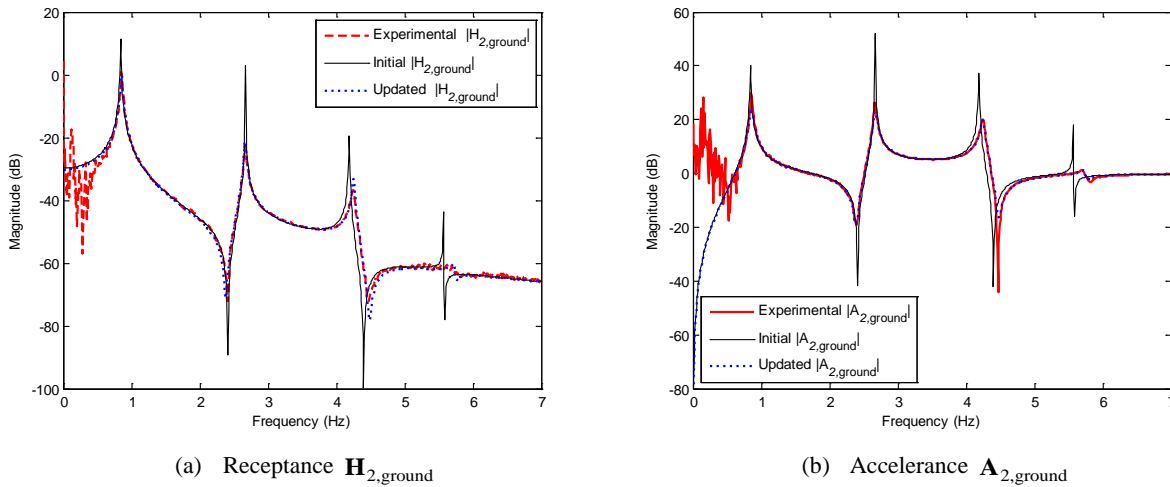 20
0
-20
-40
-60
-80
-100
Magnitude (dB)
0 1 2 3 4 5 6 7
Frequency (Hz)
Experimental |H2,ground|
Initial |H2,ground|
Updated |H2,ground|
(a) Receptance H2,ground
60
40
20
0
-20
-40
-60
-80
Magnitude (dB)
0 1 2 3 4 5 6 7
Frequency (Hz)
Experimental |A2,ground|
Initial |A2,ground|
Updated |A2,ground|
(b) Accelerance A2,ground